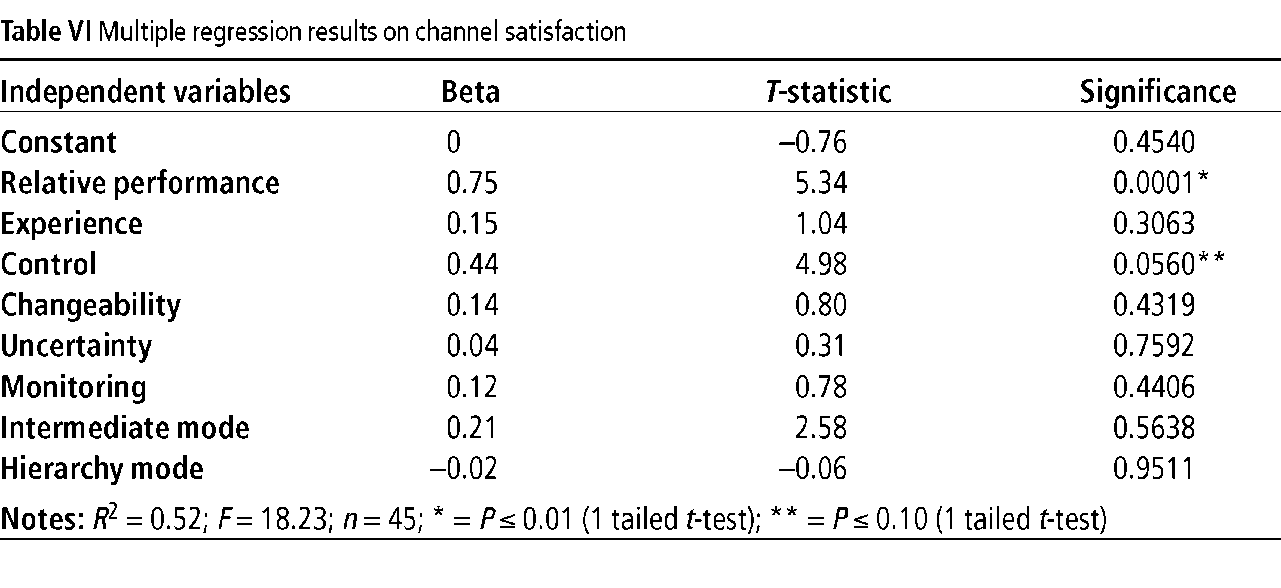 Table VI Multiple regression results on channel satisfaction
Independent variables Beta T-statistic Significance
Constant 0 –0.76 0.4540
Relative performance 0.75 5.34 0.0001*
Experience 0.15 1.04 0.3063
Control 0.44 4.98 0.0560**
Changeability 0.14 0.80 0.4319
Uncertainty 0.04 0.31 0.7592
Monitoring 0.12 0.78 0.4406
Intermediate mode 0.21 2.58 0.5638
Hierarchy mode –0.02 –0.06 0.9511
Notes: R² = 0.52; F = 18.23; n = 45; * = P ≤ 0.01 (1 tailed t-test); ** = P ≤ 0.10 (1 tailed t-test)